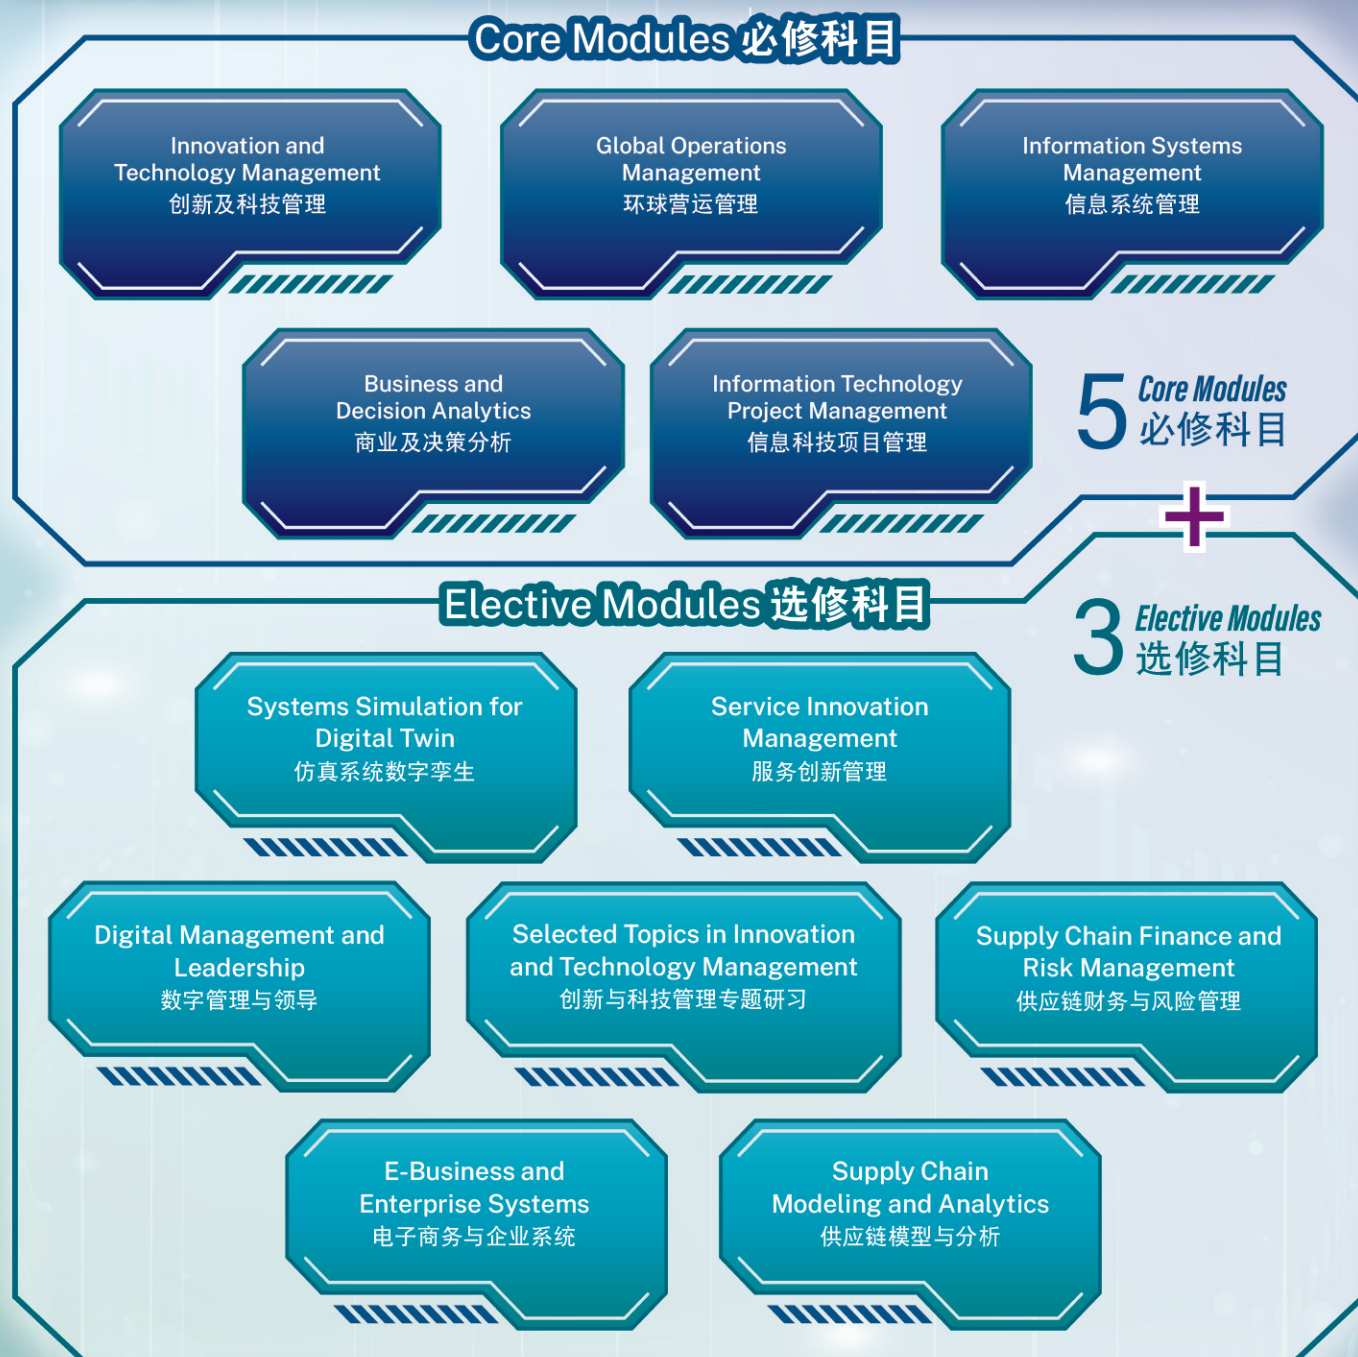 Core Modules 必修科目
Innovation and
Technology Management
创新及科技管理
Global Operations
Management
环球营运管理
Information Systems
Management
信息系统管理
Business and
Decision Analytics
商业及决策分析
Information Technology
Project Management
信息科技项目管理
5 Core Modules
必修科目
+
Elective Modules 选修科目
3 Elective Modules
选修科目
Systems Simulation for
Digital Twin
仿真系统数字孪生
Service Innovation
Management
服务创新管理
Digital Management and
Leadership
数字管理与领导
Selected Topics in Innovation
and Technology Management
创新与科技管理专题研习
Supply Chain Finance and
Risk Management
供应链财务与风险管理
E-Business and
Enterprise Systems
电子商务与企业系统
Supply Chain
Modeling and Analytics
供应链模型与分析